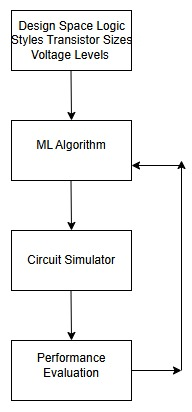 Design Space Logic
Styles Transistor Sizes
Voltage Levels
ML Algorithm
Circuit Simulator
Performance
Evaluation